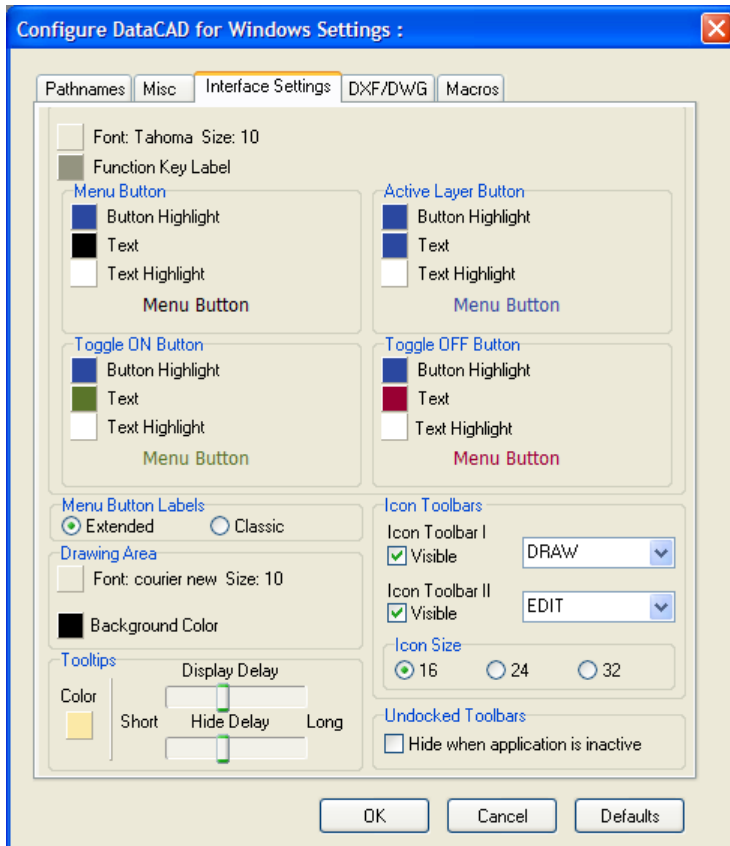 Configure DataCAD for Windows Settings :
Pathnames Misc Interface Settings DXF/DWG Macros
Font: Tahoma Size: 10
Function Key Label
Menu Button
Button Highlight
Text
Text Highlight
Menu Button
Active Layer Button
Button Highlight
Text
Text Highlight
Menu Button
Toggle ON Button
Button Highlight
Text
Text Highlight
Menu Button
Toggle OFF Button
Button Highlight
Text
Text Highlight
Menu Button
Menu Button Labels
Extended Classic
Drawing Area
Font: courier new Size: 10
Background Color
Tooltips
Color
Display Delay
Short Hide Delay Long
Icon Toolbars
Icon Toolbar I
Visible DRAW
Icon Toolbar II
Visible EDIT
Icon Size
16 24 32
Undocked Toolbars
Hide when application is inactive
OK Cancel Defaults